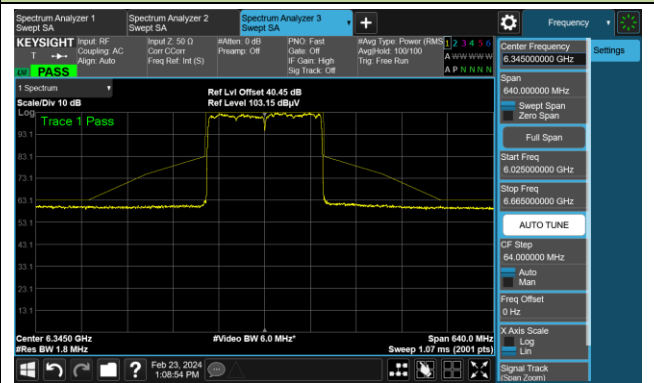 Spectrum Analyzer 1
Swept SA
Spectrum Analyzer 2
Swept SA
Spectrum Analyzer 3
Swept SA
Frequency
KEYSIGHT
T
PASS
Input: RF
Coupling: AC
Align: Auto
Input Z: 50 Ω
Corr CCorr
Freq Ref: Int (S)
#Atten: 0 dB
Preamp: Off
PNO: Fast
Gate: Off
IF Gain: High
Sig Track: Off
#Avg Type: Power (RMS)
Avg|Hold: 100/100
Trig: Free Run
1 2 3 4 5 6
A W W W W W
A P N N N N
Center Frequency
6.345000000 GHz
Settings
Span
640.000000 MHz
Swept Span
Zero Span
Full Span
Start Freq
6.025000000 GHz
Stop Freq
6.665000000 GHz
AUTO TUNE
CF Step
64.000000 MHz
Auto
Man
Freq Offset
0 Hz
X Axis Scale
Log
Lin
Signal Track
(Span Zoom)
1 Spectrum
Scale/Div 10 dB
Ref Lvl Offset 40.45 dB
Ref Level 103.15 dBµV
Log
Trace 1 Pass
93.1
83.1
73.1
63.1
53.1
43.1
33.1
23.1
13.1
Center 6.3450 GHz
#Res BW 1.8 MHz
#Video BW 6.0 MHz*
Span 640.0 MHz
Sweep 1.07 ms (2001 pts)
Feb 23, 2024
1:08:54 PM